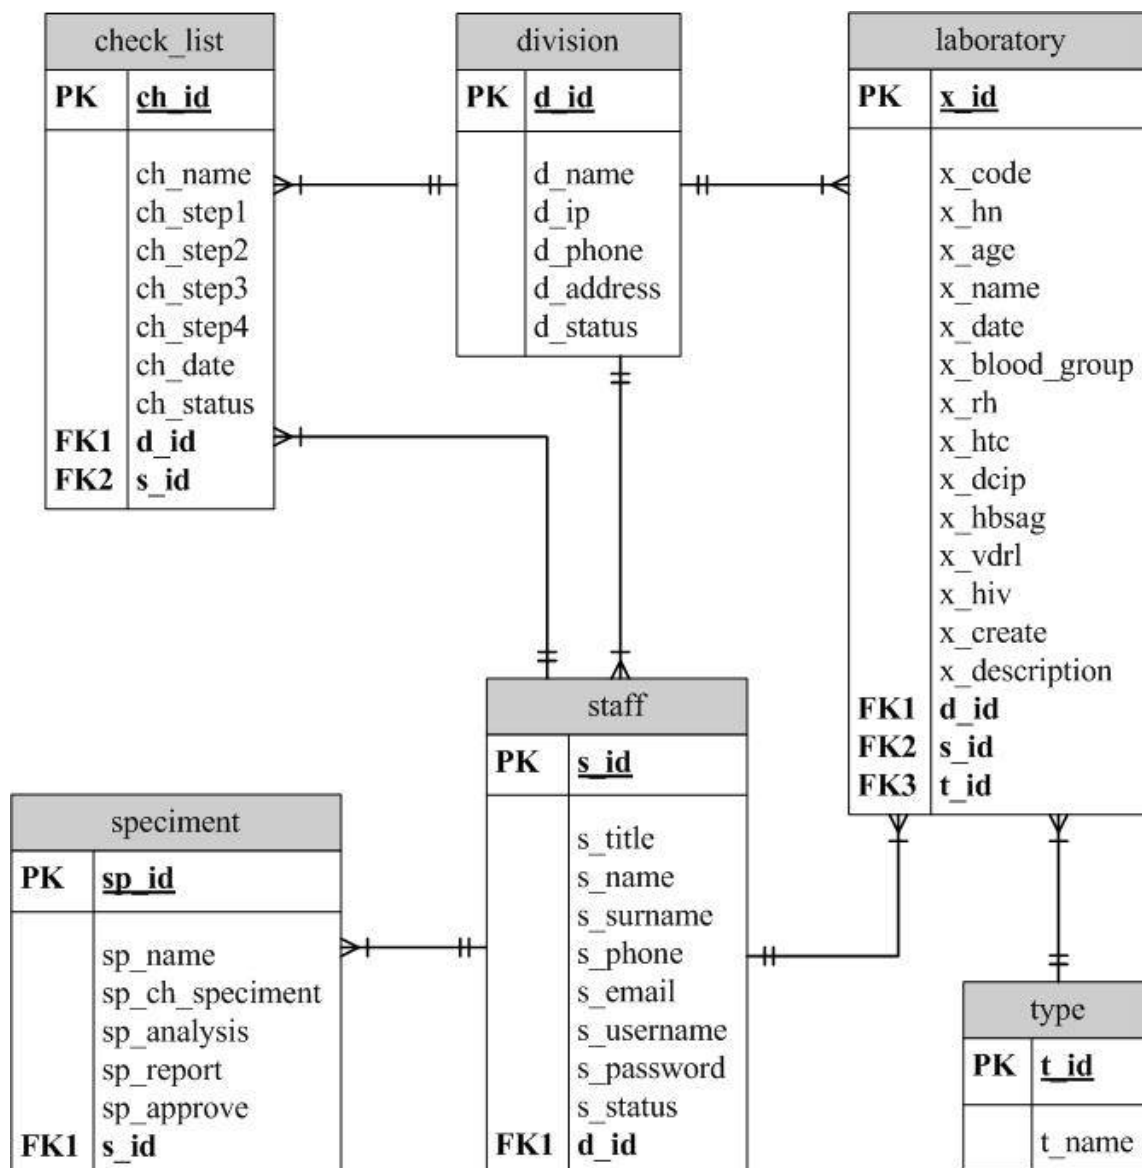 check_list
PK ch_id
ch_name
ch_step1
ch_step2
ch_step3
ch_step4
ch_date
ch_status
FK1 d_id
FK2 s_id
division
PK d_id
d_name
d_ip
d_phone
d_address
d_status
laboratory
PK x_id
x_code
x_hn
x_age
x_name
x_date
x_blood_group
x_rh
x_htc
x_dcip
x_hbsag
x_vdrl
x_hiv
x_create
x_description
FK1 d_id
FK2 s_id
FK3 t_id
speciment
PK sp_id
sp_name
sp_ch_speciment
sp_analysis
sp_report
sp_approve
FK1 s_id
staff
PK s_id
s_title
s_name
s_surname
s_phone
s_email
s_username
s_password
s_status
FK1 d_id
type
PK t_id
t_name